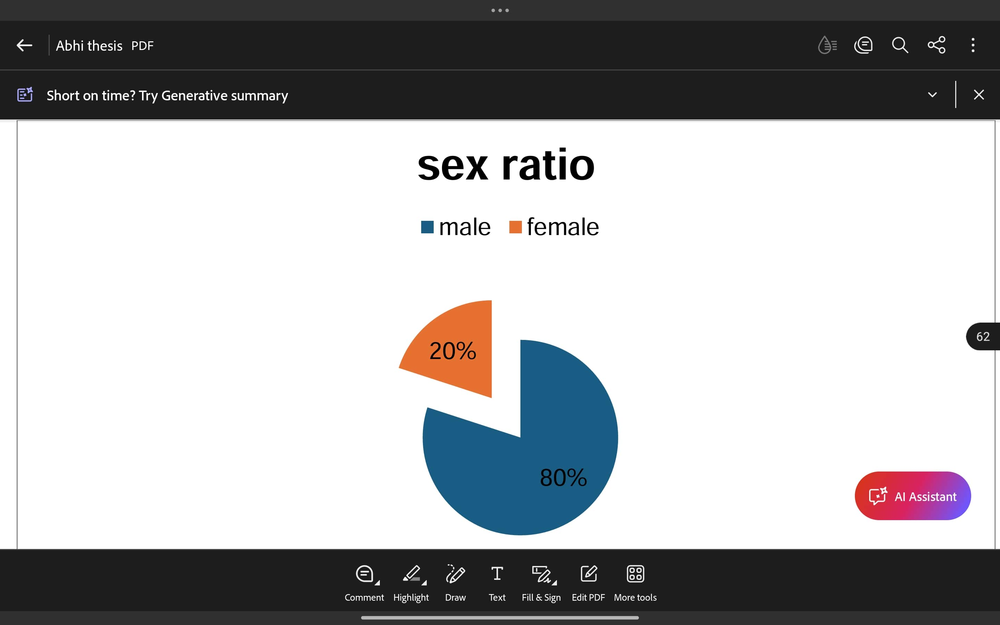 Abhi thesis PDF
Short on time? Try Generative summary
sex ratio
male female
20%
62
80%
AI Assistant
Comment Highlight Draw Text Fill & Sign Edit PDF More tools